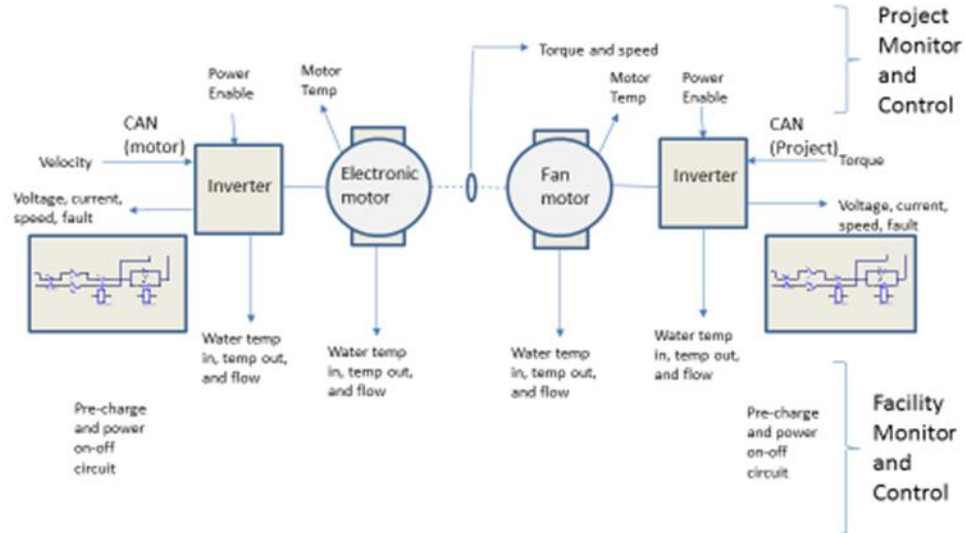 Project
Monitor
and
Control
Torque and speed
Motor
Temp
Power
Enable
Motor
Temp
Power
Enable
CAN
(motor)
CAN
(Project)
Velocity
Inverter
Electronic
motor
Fan
motor
Inverter
Torque
Voltage, current,
speed, fault
Voltage, current,
speed, fault
Water temp
in, temp out,
and flow
Water temp
in, temp out,
and flow
Water temp
in, temp out,
and flow
Water temp
in, temp out,
and flow
Pre-charge
and power
on-off
circuit
Pre-charge
and power
on-off
circuit
Facility
Monitor
and
Control